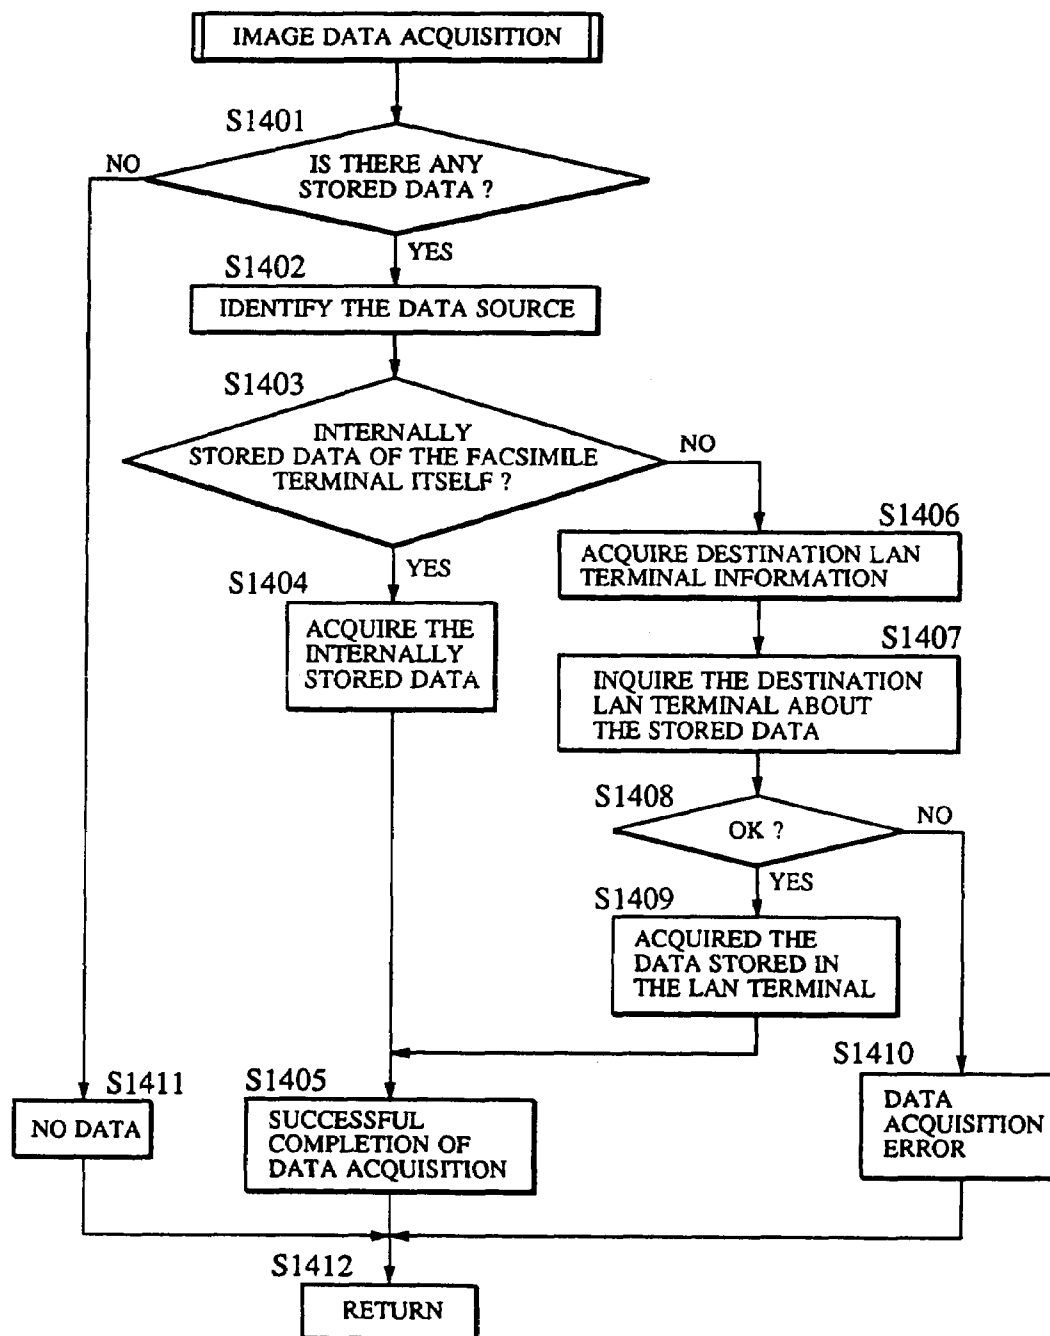 IMAGE DATA ACQUISITION
S1401
NO
IS THERE ANY
STORED DATA ?
YES
S1402
IDENTIFY THE DATA SOURCE
S1403
INTERNALLY
STORED DATA OF THE FACSIMILE
TERMINAL ITSELF ?
NO
YES
S1404
ACQUIRE THE
INTERNALLY
STORED DATA
S1406
ACQUIRE DESTINATION LAN
TERMINAL INFORMATION
S1407
INQUIRE THE DESTINATION
LAN TERMINAL ABOUT
THE STORED DATA
S1408
OK ?
NO
YES
S1409
ACQUIRED THE
DATA STORED IN
THE LAN TERMINAL
S1411
NO DATA
S1405
SUCCESSFUL
COMPLETION OF
DATA ACQUISITION
S1410
DATA
ACQUISITION
ERROR
S1412
RETURN